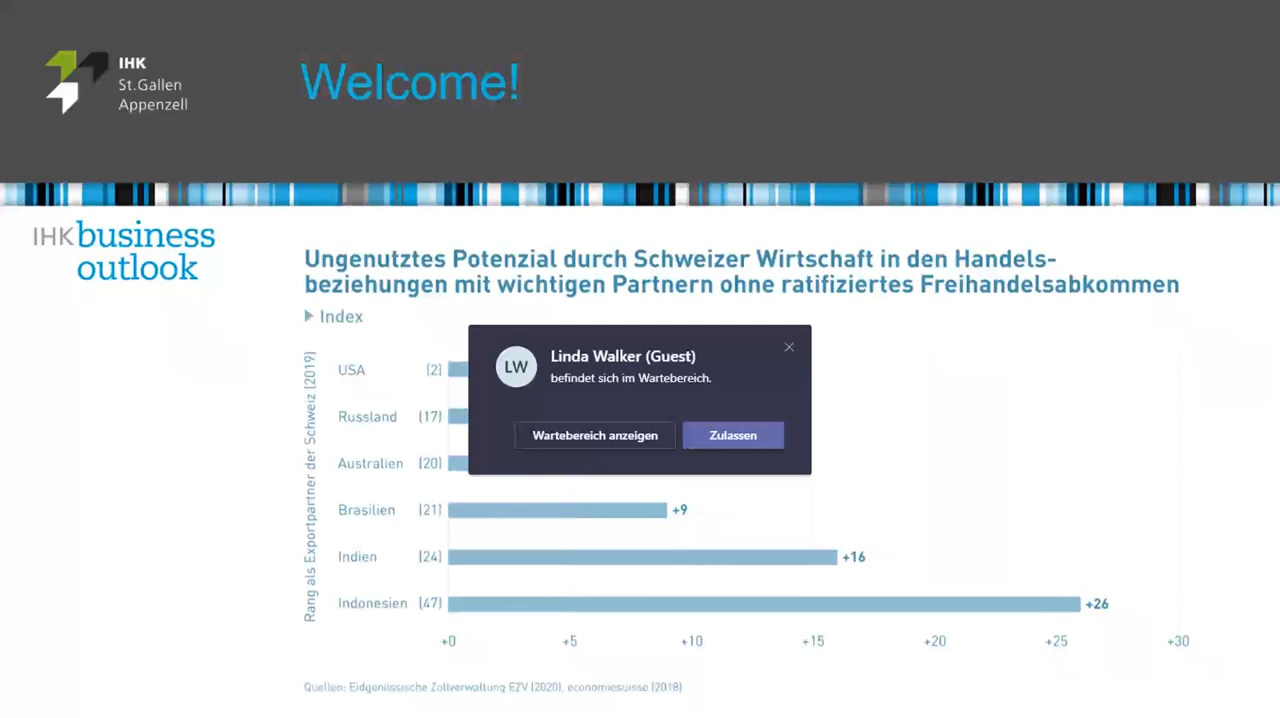 IHK
St.Gallen
Appenzell
Welcome!
IHK business
outlook
Ungenutztes Potenzial durch Schweizer Wirtschaft in den Handels-
beziehungen mit wichtigen Partnern ohne ratifiziertes Freihandelsabkommen
Index
Rang als Exportpartner der Schweiz (2019)
LW
Linda Walker (Guest)
befindet sich im Wartebereich.
Wartebereich anzeigen
Zulassen
USA (2)
Russland (17)
Australien (20)
Brasilien (21) +9
Indien (24) +16
Indonesien (47) +26
+0 +5 +10 +15 +20 +25 +30
Quellen: Eidgenössische Zollverwaltung EZV (2020), economiesuisse (2018)